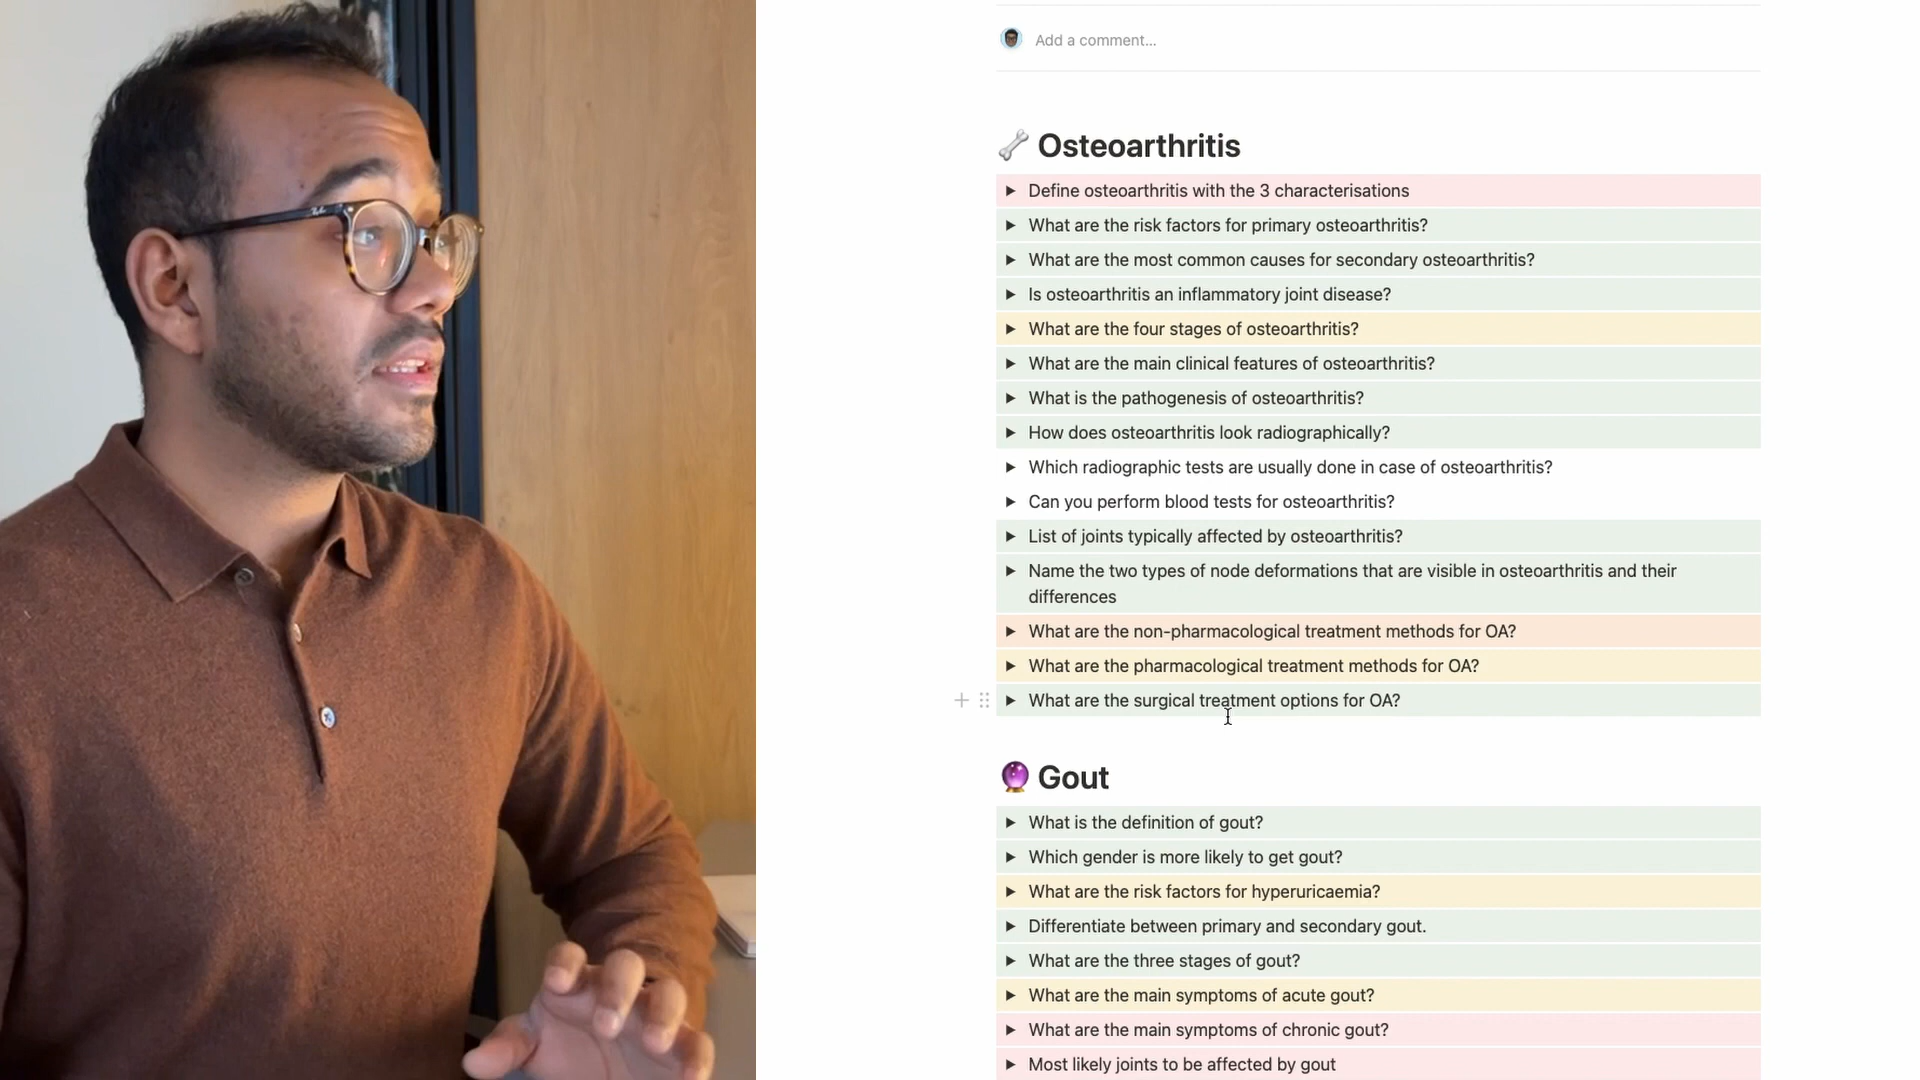 Add a comment...
Osteoarthritis
Define osteoarthritis with the 3 characterisations
What are the risk factors for primary osteoarthritis?
What are the most common causes for secondary osteoarthritis?
Is osteoarthritis an inflammatory joint disease?
What are the four stages of osteoarthritis?
What are the main clinical features of osteoarthritis?
What is the pathogenesis of osteoarthritis?
How does osteoarthritis look radiographically?
Which radiographic tests are usually done in case of osteoarthritis?
Can you perform blood tests for osteoarthritis?
List of joints typically affected by osteoarthritis?
Name the two types of node deformations that are visible in osteoarthritis and their
differences
What are the non-pharmacological treatment methods for OA?
What are the pharmacological treatment methods for OA?
What are the surgical treatment options for OA?
Gout
What is the definition of gout?
Which gender is more likely to get gout?
What are the risk factors for hyperuricaemia?
Differentiate between primary and secondary gout.
What are the three stages of gout?
What are the main symptoms of acute gout?
What are the main symptoms of chronic gout?
Most likely joints to be affected by gout